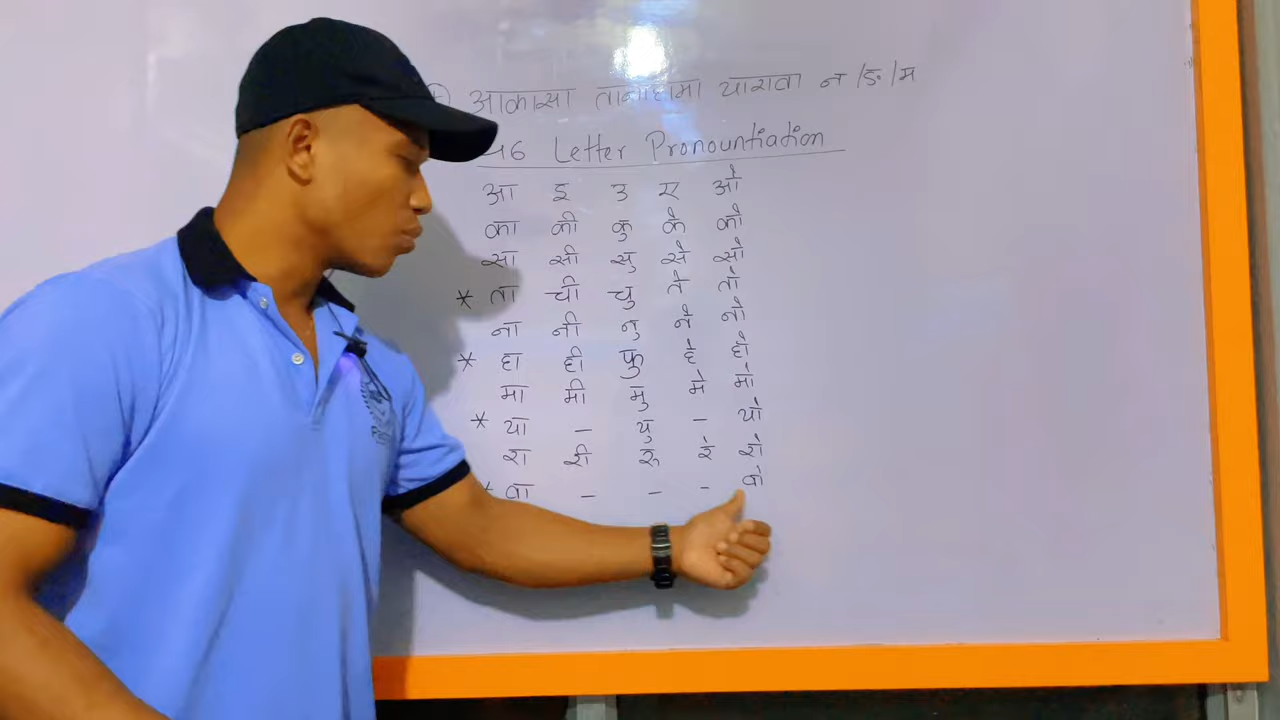 आकासा तानाहामा यारावा न /ङ /म
46 Letter Pronountiation
आ इ उ ए ओ
का की कु के को
सा सी सु से सो
* ता ची चु ते तो
ना नी नु ने नो
* हा ही फु हे हो
मा मी मु मे मो
* या – यु – यो
रा री रू रे रो
* वा – – – वो